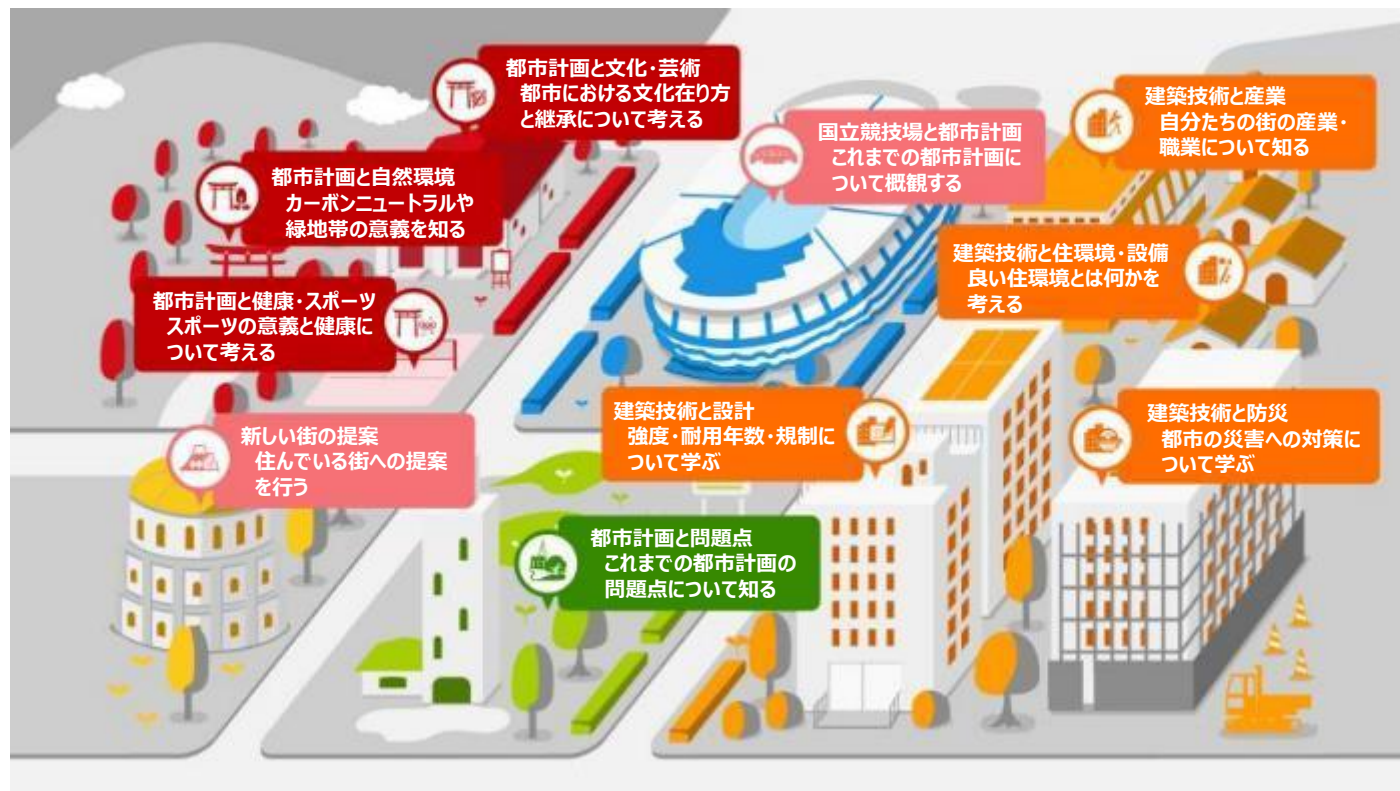 都市計画と文化・芸術
都市における文化在り方
と継承について考える
国立競技場と都市計画
これまでの都市計画に
ついて概観する
建築技術と産業
自分たちの街の産業・
職業について知る
都市計画と自然環境
カーボンニュートラルや
緑地帯の意義を知る
建築技術と住環境・設備
良い住環境とは何かを
考える
都市計画と健康・スポーツ
スポーツの意義と健康に
ついて考える
新しい街の提案
住んでいる街への提案
を行う
建築技術と設計
強度・耐用年数・規制に
ついて学ぶ
建築技術と防災
都市の災害への対策に
ついて学ぶ
都市計画と問題点
これまでの都市計画の
問題点について知る